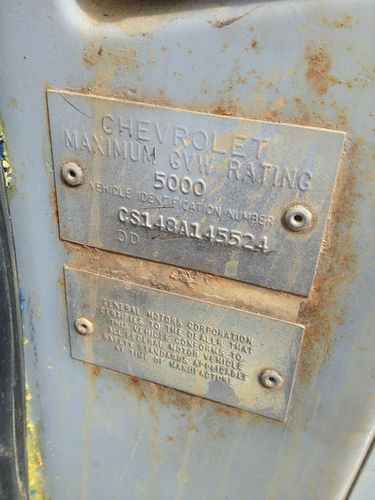 CHEVROLET
MAXIMUM GVW RATING
5000
VEHICLE IDENTIFICATION NUMBER
CS148A145524
DD
GENERAL MOTORS CORPORATION
CERTIFIES TO THE DEALER THAT
THIS VEHICLE CONFORMS TO
ALL FEDERAL MOTOR VEHICLE
SAFETY STANDARDS APPLICABLE
AT TIME OF MANUFACTURE